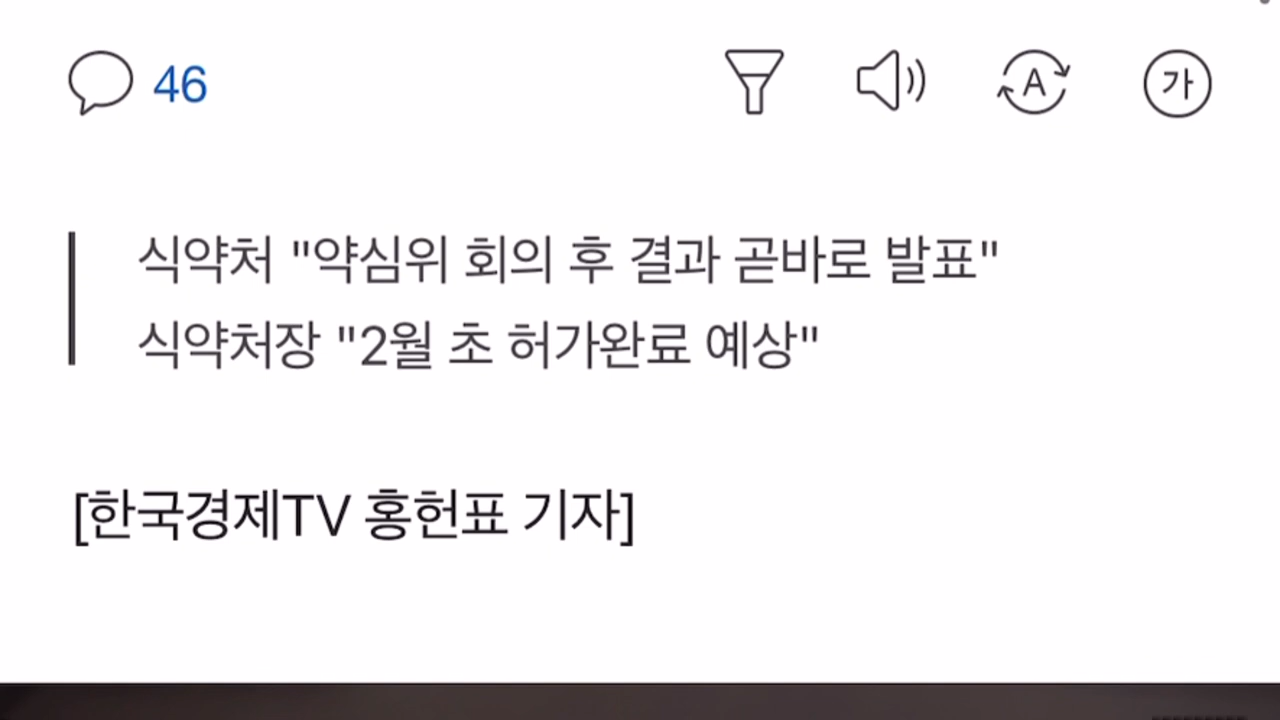 46
A
가
식약처 "약심위 회의 후 결과 곧바로 발표"
식약처장 "2월 초 허가완료 예상"
[한국경제TV 홍헌표 기자]